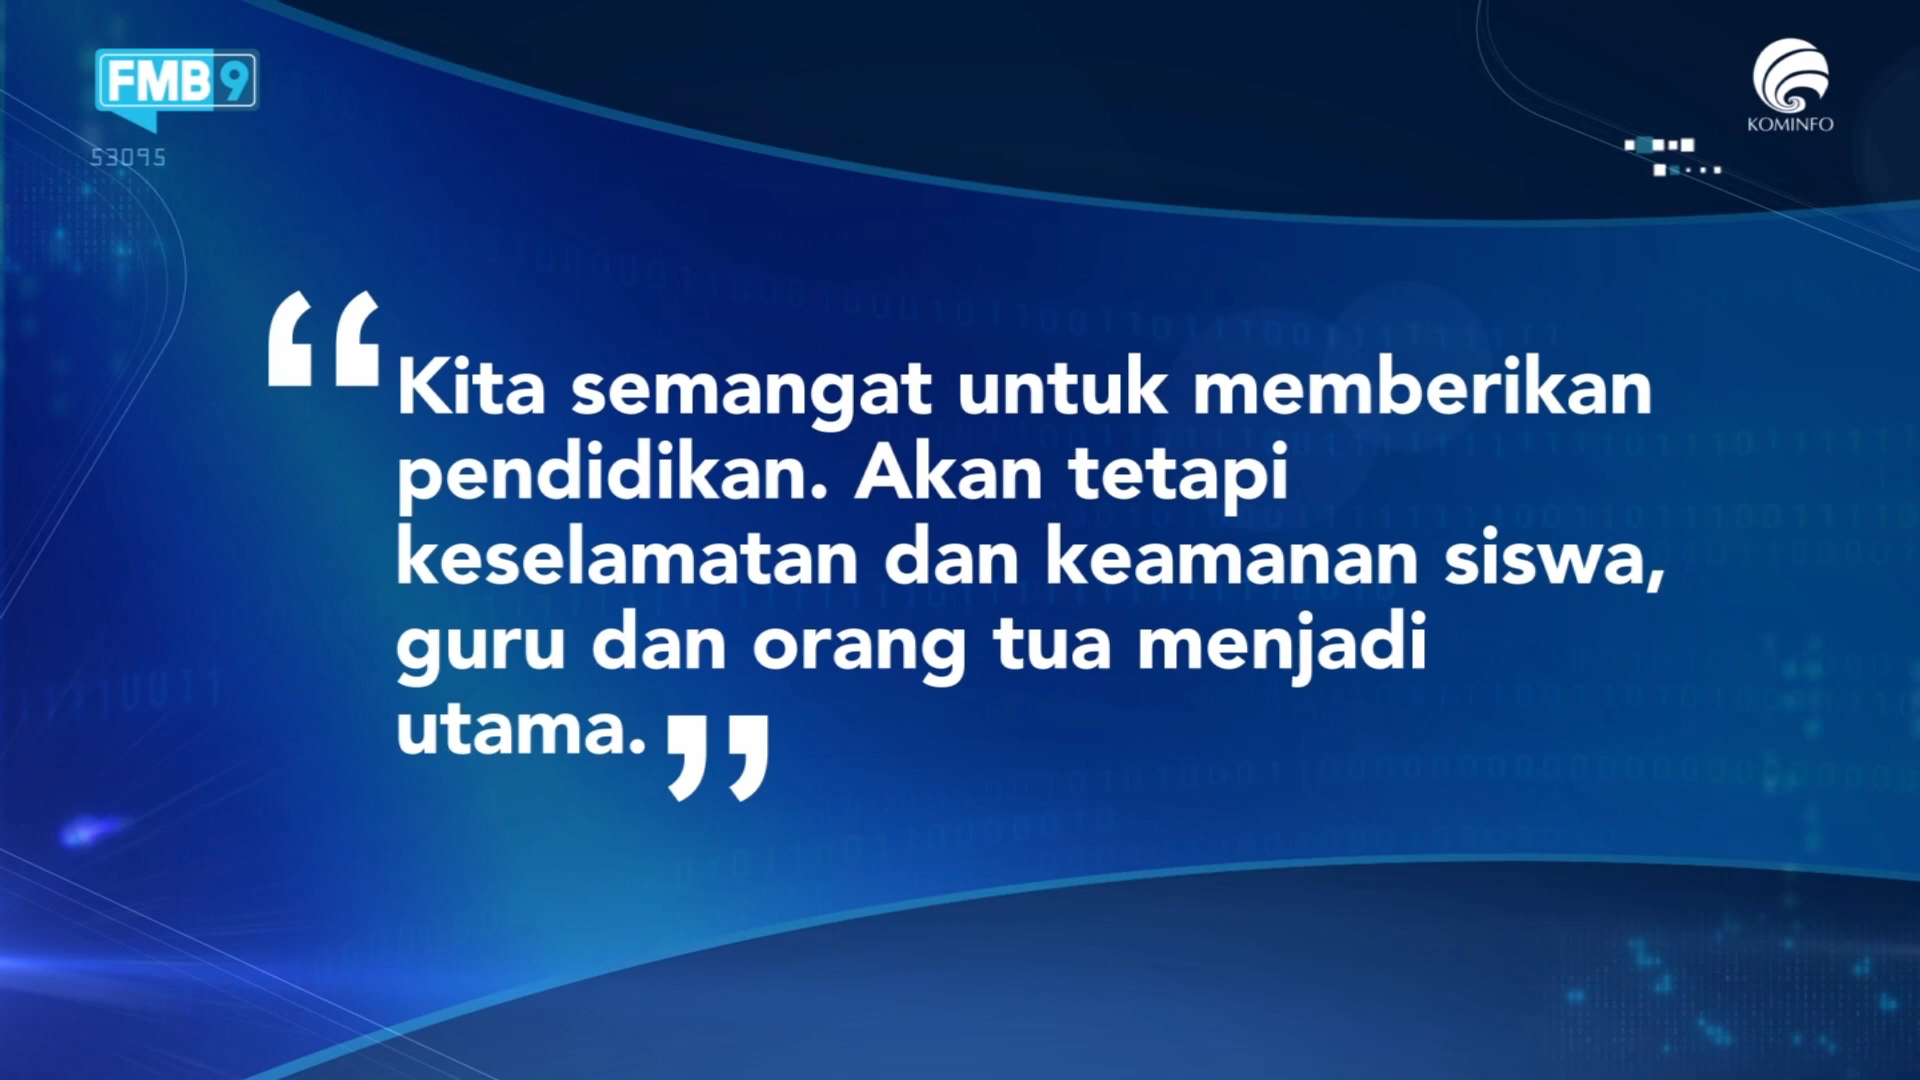 FMB9
KOMINFO
53095
“Kita semangat untuk memberikan
pendidikan. Akan tetapi
keselamatan dan keamanan siswa,
guru dan orang tua menjadi
utama.”